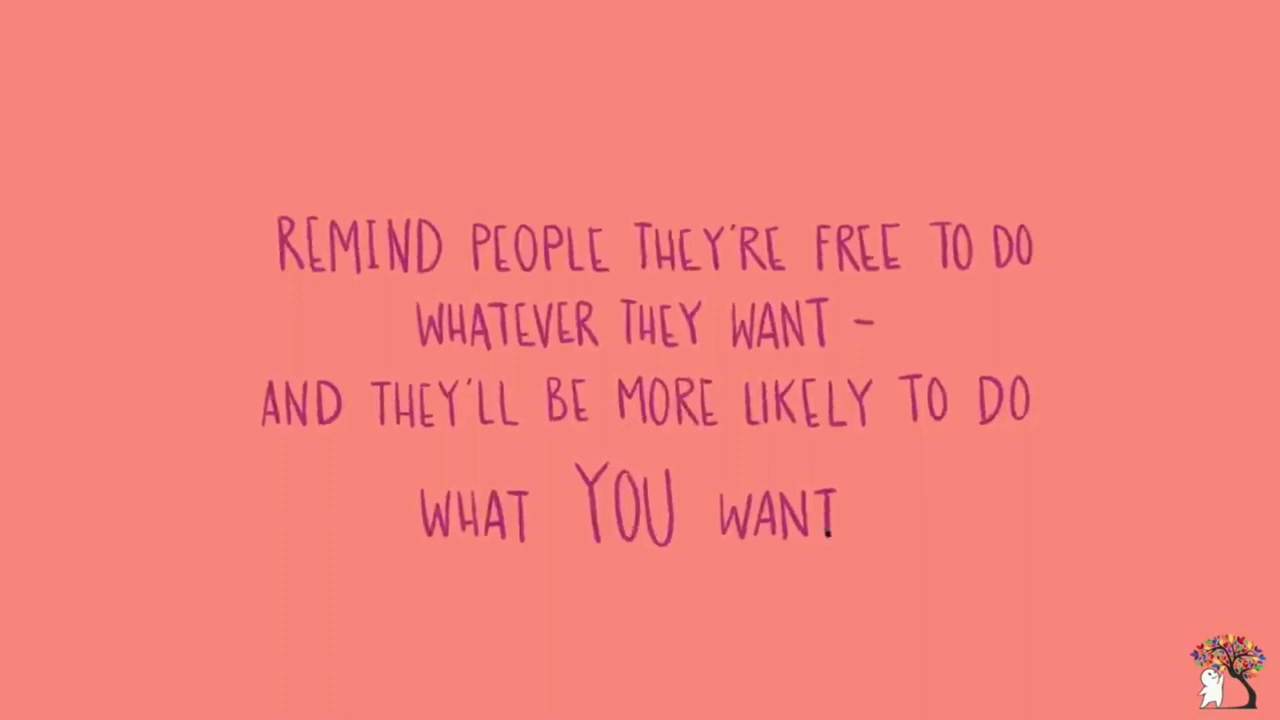 REMIND PEOPLE THEY'RE FREE TO DO
WHATEVER THEY WANT -
AND THEY'LL BE MORE LIKELY TO DO
WHAT YOU WANT